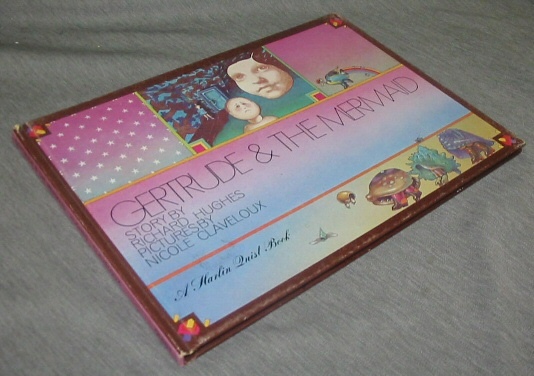 GERTRUDE & THE MERMAID
STORY BY
RICHARD HUGHES
PICTURES BY
NICOLE CLAVELOUX
A Harlin Quist Book